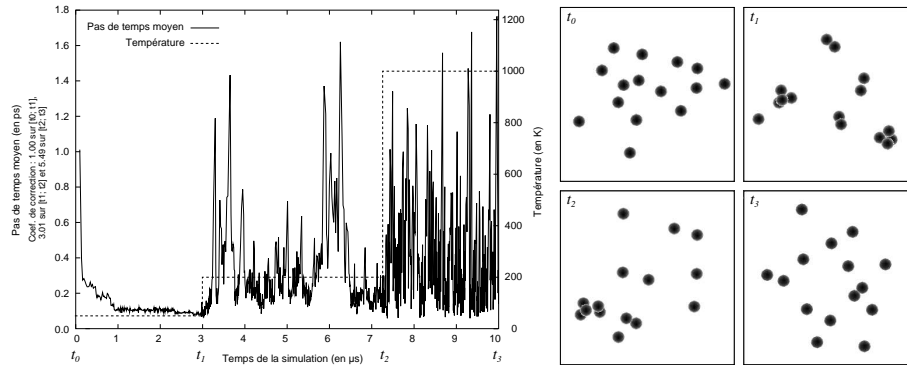 Pas de temps moyen
Température
Pas de temps moyen (en ps)
Coef. de correction : 1.00 sur [t0; t1],
3.01 sur [t1; t2] et 5.49 sur [t2; t3]
1.8
1.6
1.4
1.2
1.0
0.8
0.6
0.4
0.2
0.0
1200
1000
800
600
400
200
0
Température (en K)
0 1 2 3 4 5 6 7 8 9 10
t0 t1 Temps de la simulation (en µs) t2 t3
t0
t1
t2
t3